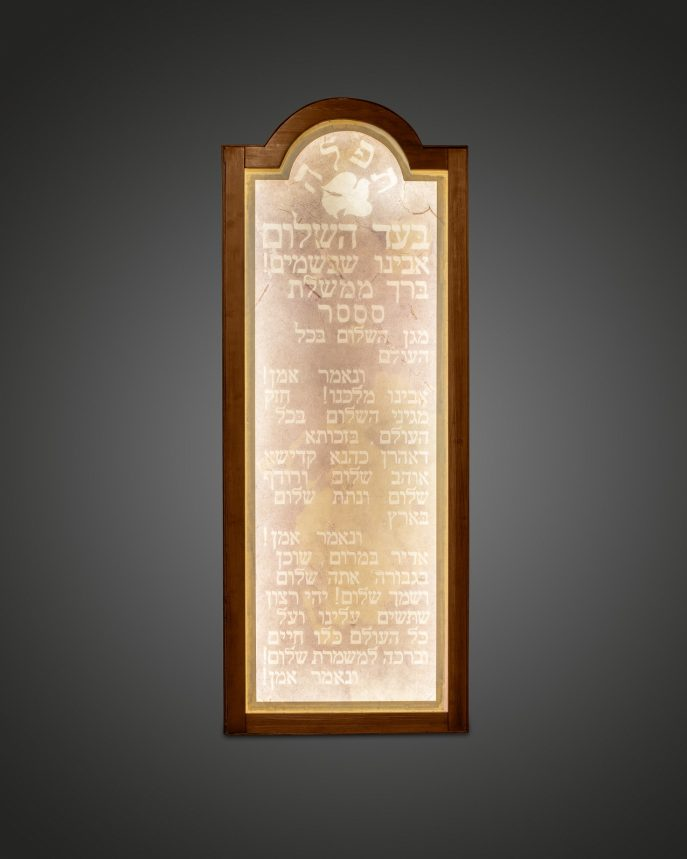 תפלה
בעד השלום
אבינו שבשמים!
ברך ממשלת
ססס״ר
מגן השלום בכל
העולם
ונאמר אמן!
אבינו מלכנו! חזק
מגיני השלום בכל
העולם בזכותא
דאהרן כהנא קדישא
אוהב שלום ורודף
שלום ונתת שלום
בארץ.
ונאמר אמן!
אדיר במרום שוכן
בגבורה אתה שלום
ושמך שלום! יהי רצון
שתשים עלינו ועל
כל העולם כלו חיים
וברכה למשמרת שלום!
ונאמר אמן!